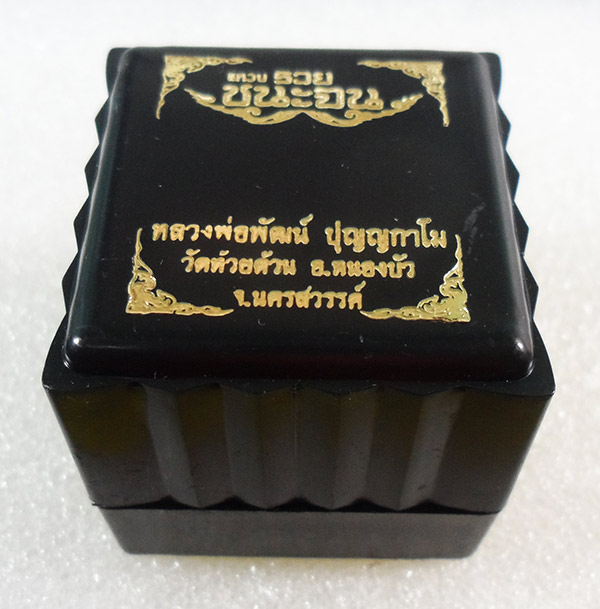 แหวน รวย
ชนะจน
หลวงพ่อพัฒน์ ปุญญกาโม
วัดห้วยด้วน อ.หนองบัว
จ.นครสวรรค์